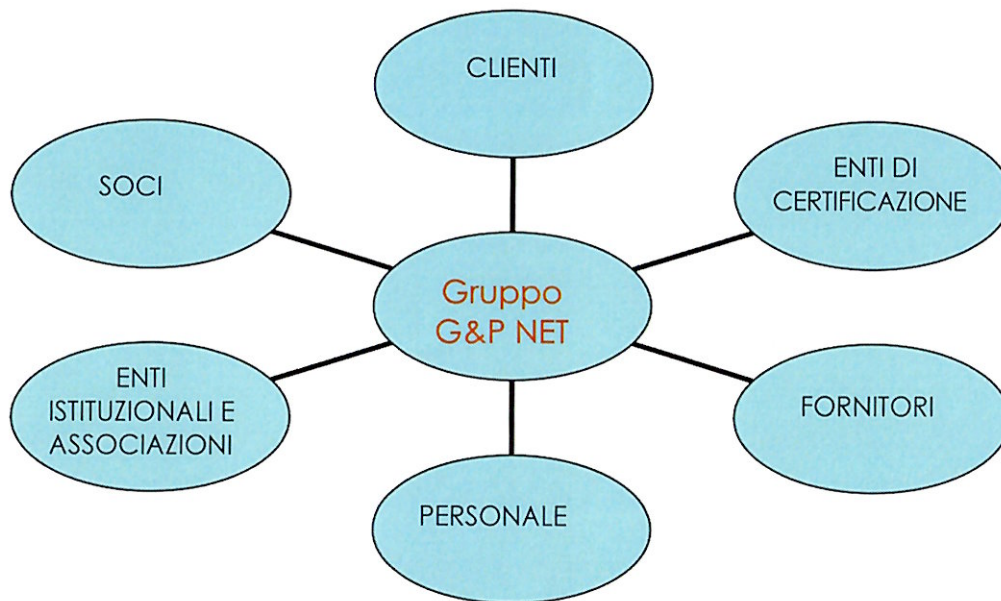 CLIENTI
SOCI
ENTI DI
CERTIFICAZIONE
Gruppo
G&P NET
ENTI
ISTITUZIONALI E
ASSOCIAZIONI
FORNITORI
PERSONALE